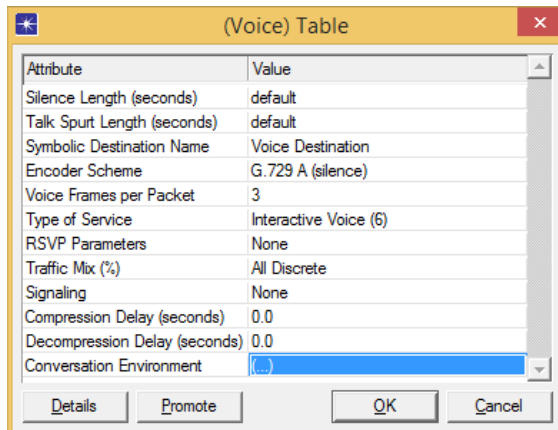 (Voice) Table
Attribute Value
Silence Length (seconds) default
Talk Spurt Length (seconds) default
Symbolic Destination Name Voice Destination
Encoder Scheme G.729 A (silence)
Voice Frames per Packet 3
Type of Service Interactive Voice (6)
RSVP Parameters None
Traffic Mix (%) All Discrete
Signaling None
Compression Delay (seconds) 0.0
Decompression Delay (seconds) 0.0
Conversation Environment (...)
Details Promote OK Cancel